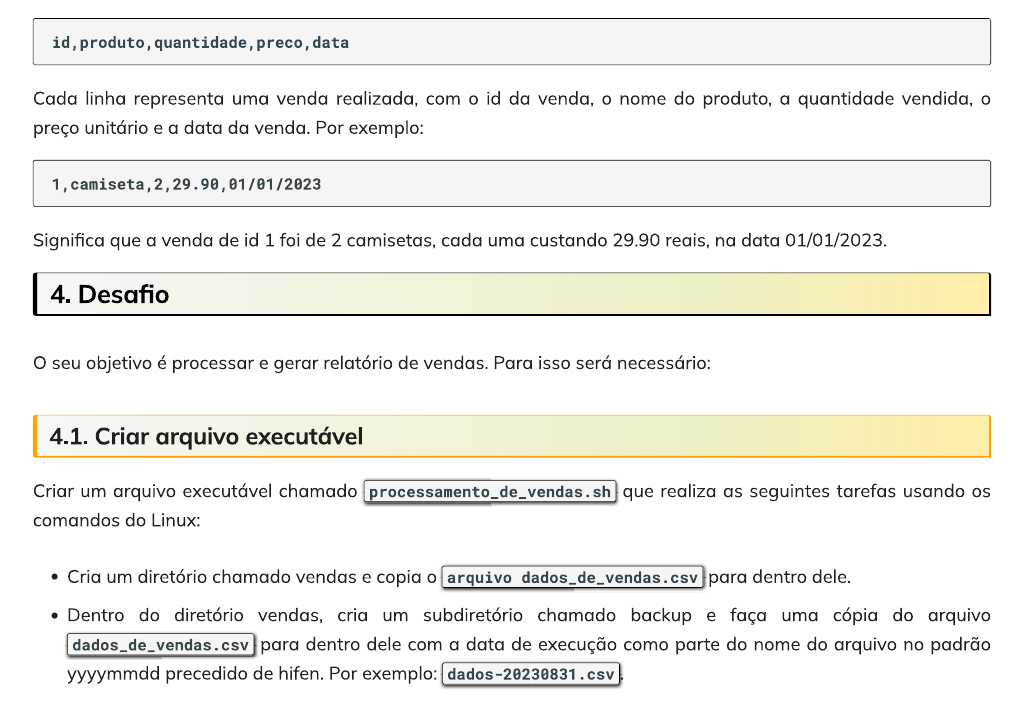 id,produto,quantidade,preco,data
Cada linha representa uma venda realizada, com o id da venda, o nome do produto, a quantidade vendida, o
preço unitário e a data da venda. Por exemplo:
1,camiseta,2,29.90,01/01/2023
Significa que a venda de id 1 foi de 2 camisetas, cada uma custando 29.90 reais, na data 01/01/2023.
4. Desafio
O seu objetivo é processar e gerar relatório de vendas. Para isso será necessário:
4.1. Criar arquivo executável
Criar um arquivo executável chamado processamento_de_vendas.sh que realiza as seguintes tarefas usando os
comandos do Linux:
• Cria um diretório chamado vendas e copia o arquivo dados_de_vendas.csv para dentro dele.
• Dentro do diretório vendas, cria um subdiretório chamado backup e faça uma cópia do arquivo
dados_de_vendas.csv para dentro dele com a data de execução como parte do nome do arquivo no padrão
yyyymmdd precedido de hifen. Por exemplo: dados-20230831.csv.